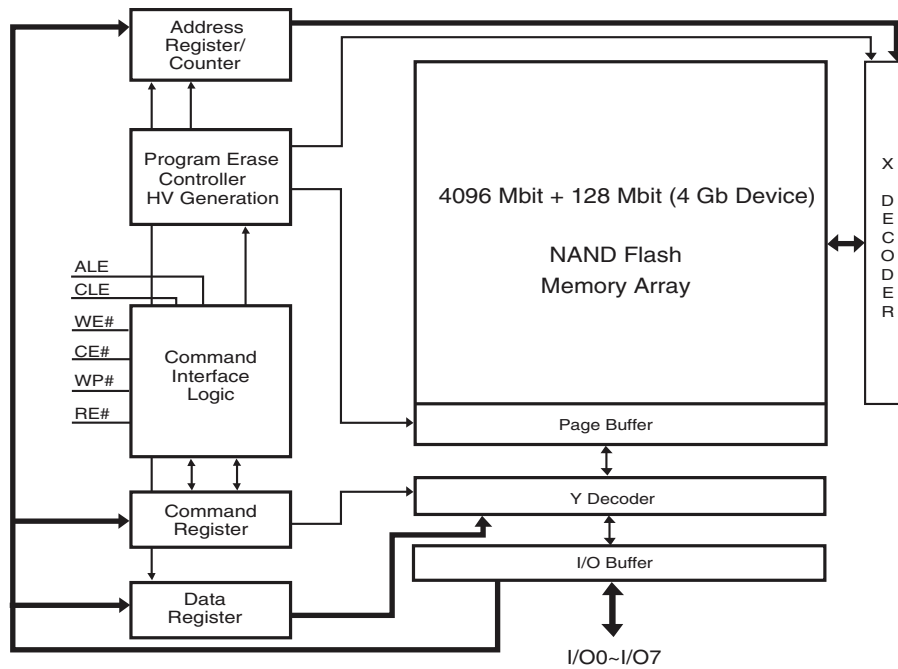 Address
Register/
Counter
Program Erase
Controller
HV Generation
ALE
CLE
WE#
CE#
WP#
RE#
Command
Interface
Logic
Command
Register
Data
Register
4096 Mbit + 128 Mbit (4 Gb Device)
NAND Flash
Memory Array
Page Buffer
Y Decoder
I/O Buffer
I/O0~I/O7
X
D
E
C
O
D
E
R